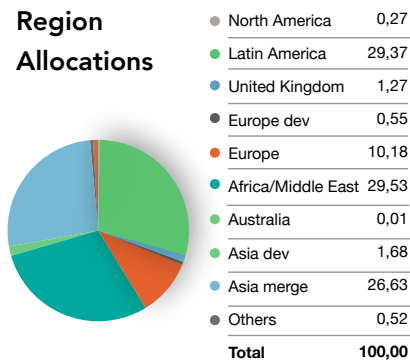 Region
Allocations
North America 0,27
Latin America 29,37
United Kingdom 1,27
Europe dev 0,55
Europe 10,18
Africa/Middle East 29,53
Australia 0,01
Asia dev 1,68
Asia merge 26,63
Others 0,52
Total 100,00